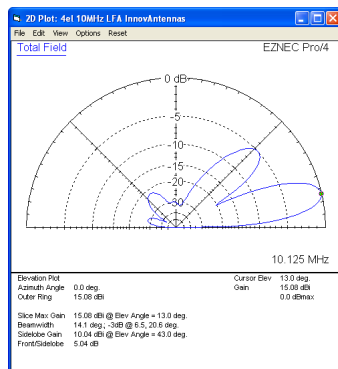 2D Plot: 4el 10MHz LFA InnovAntennas
File Edit View Options Reset
Total Field
EZNEC Pro/4
0 dB
-5
-10
-15
-20
-30
10.125 MHz
Elevation Plot
Cursor Elev 13.0 deg.
Azimuth Angle 0.0 deg.
Gain 15.08 dBi
Outer Ring 15.08 dBi
0.0 dBmax
Slice Max Gain 15.08 dBi @ Elev Angle = 13.0 deg.
Beamwidth 14.1 deg.; -3dB @ 6.5, 20.6 deg.
Sidelobe Gain 10.04 dBi @ Elev Angle = 43.0 deg.
Front/Sidelobe 5.04 dB